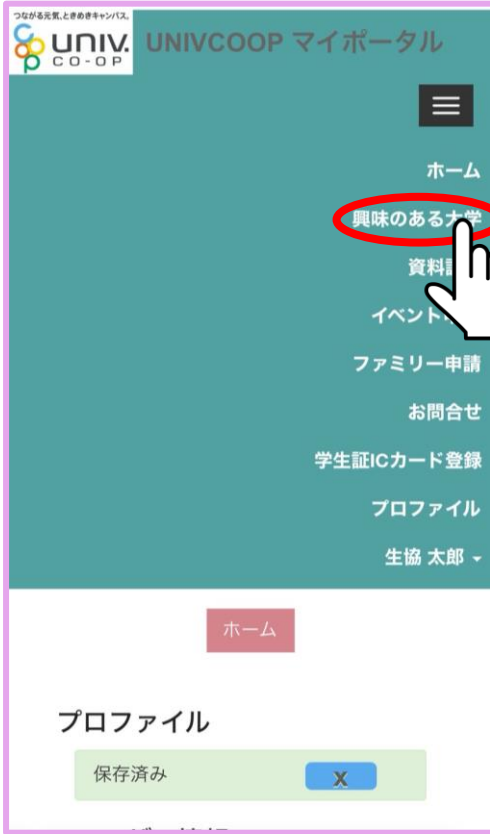 つながる元気、ときめきキャンパス。
UNIV.
CO-OP
UNIVCOOP マイポータル
ホーム
興味のある大学
資料
イベント
ファミリー申請
お問合せ
学生証ICカード登録
プロファイル
生協 太郎
ホーム
プロファイル
保存済み
X